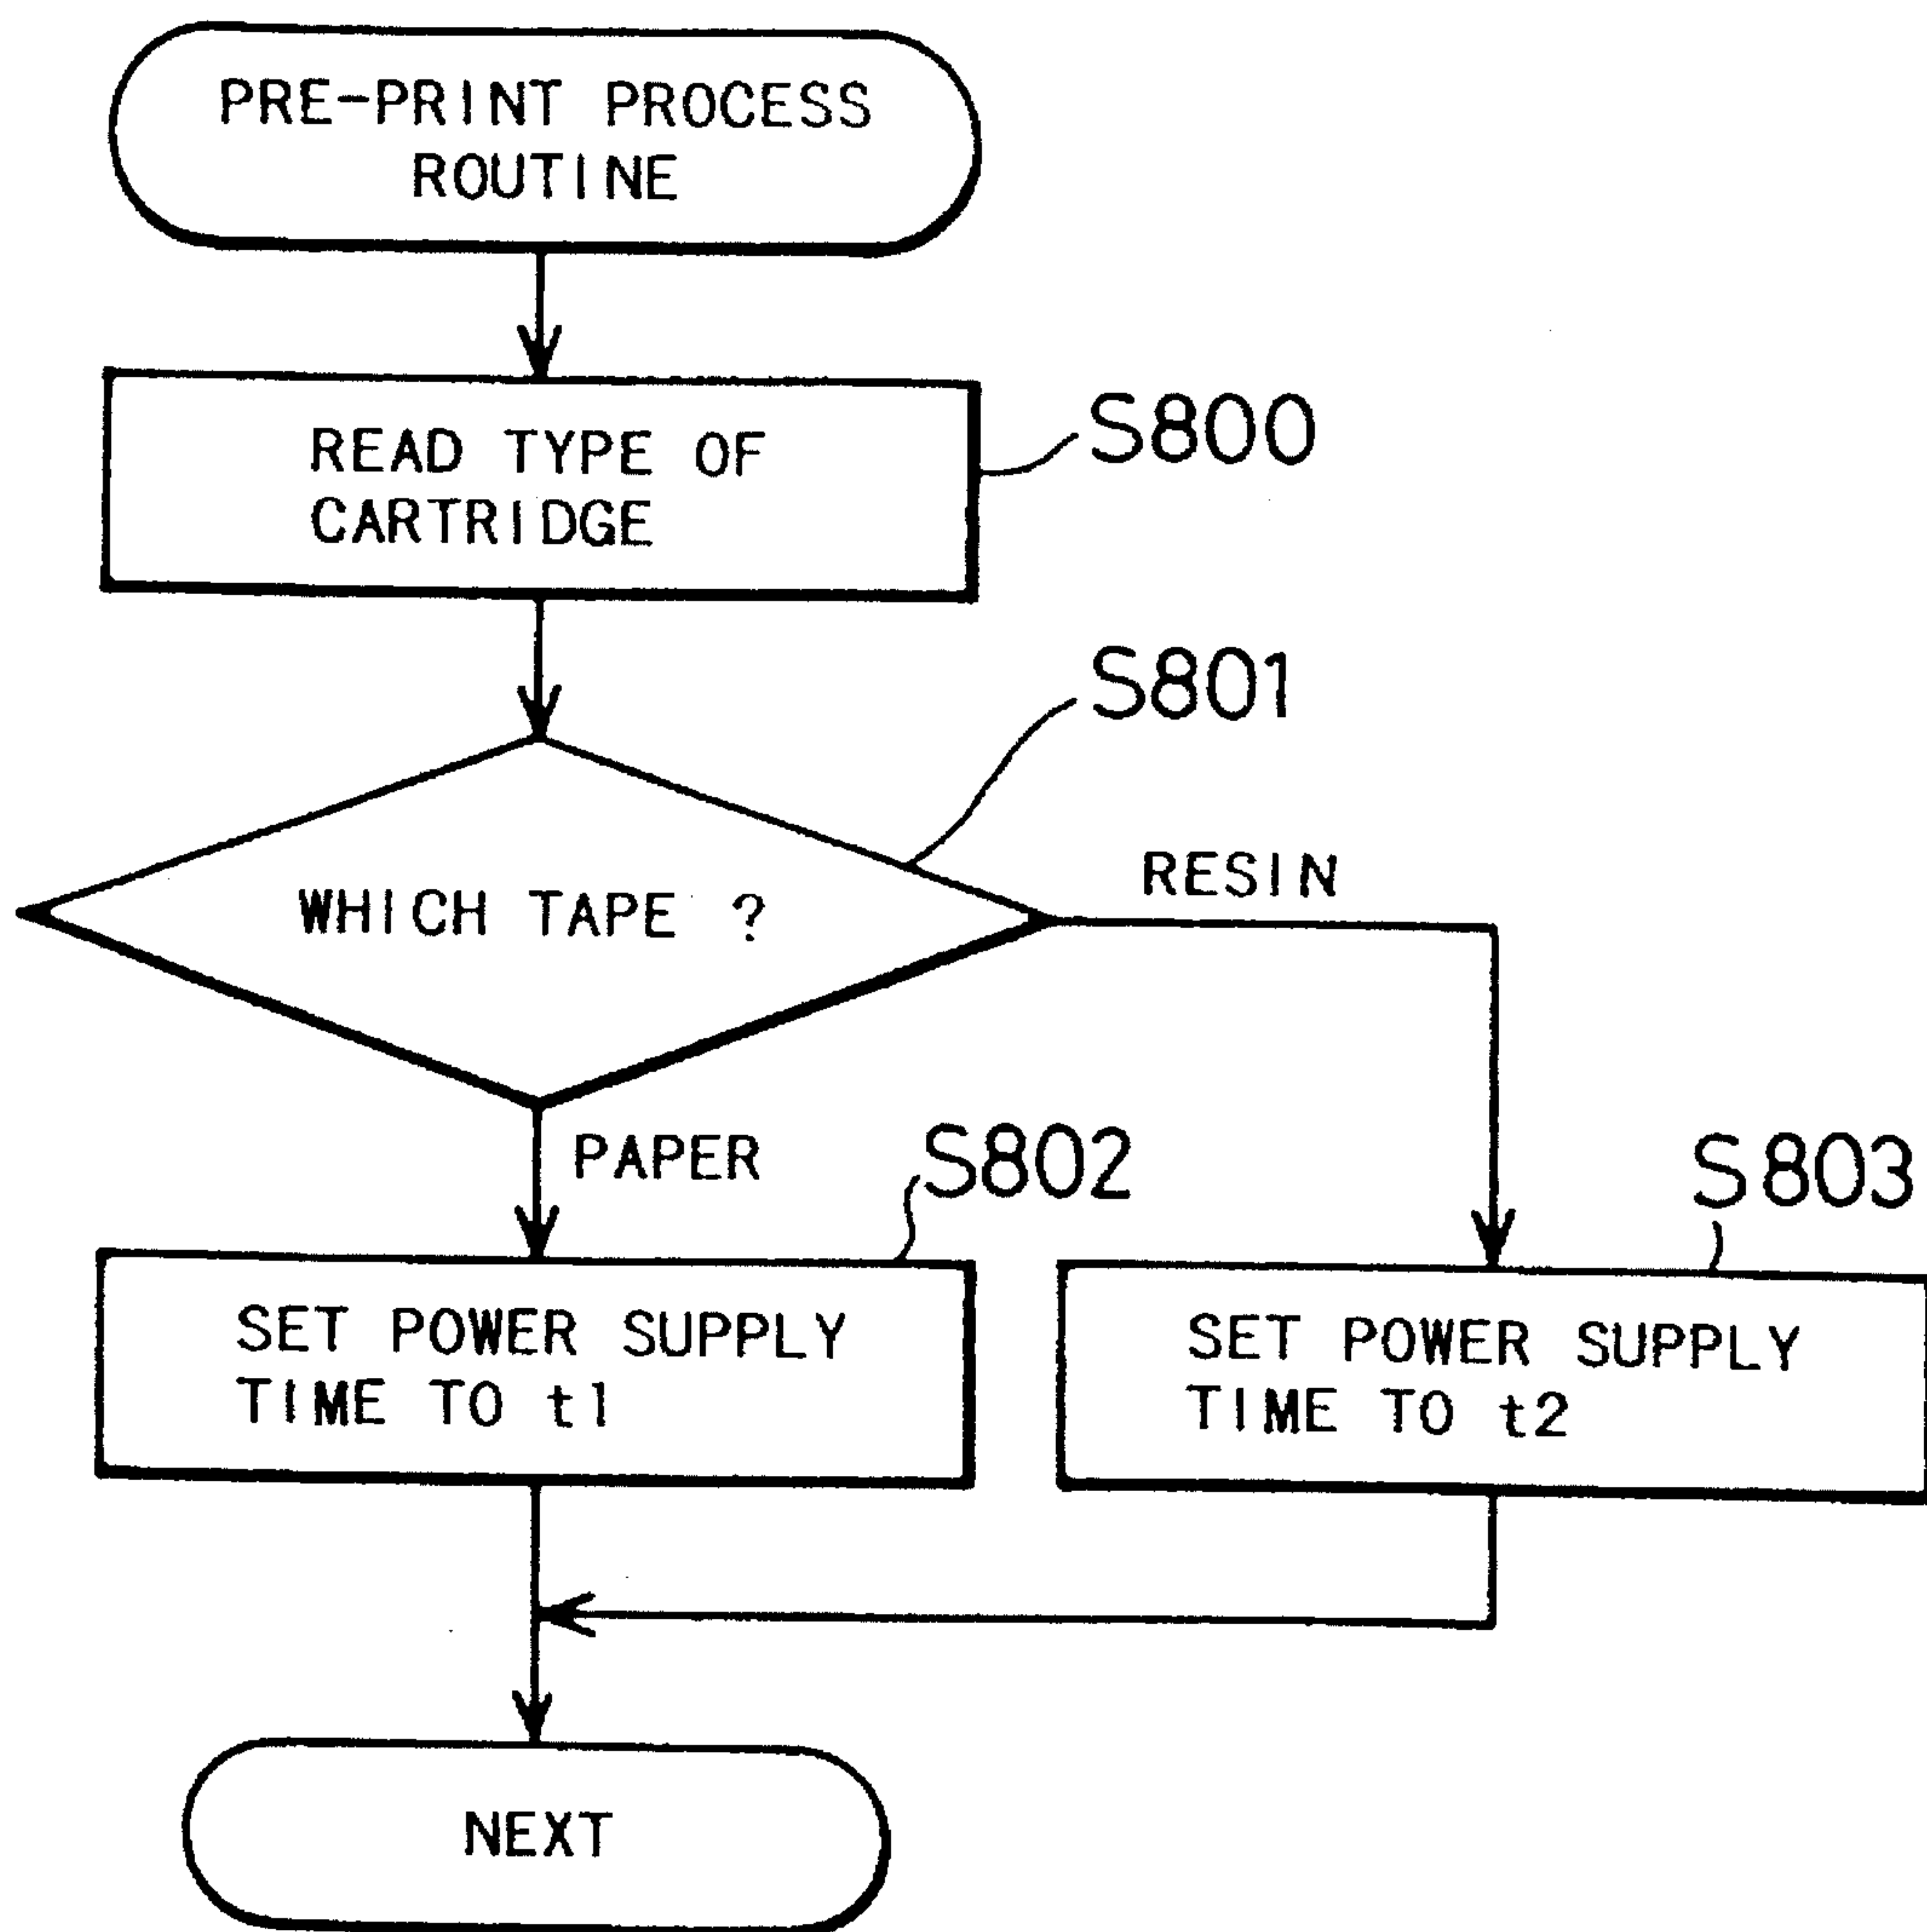 PRE-PRINT PROCESS
ROUTINE
READ TYPE OF
CARTRIDGE
S800
S801
WHICH TAPE ?
RESIN
PAPER
S802
S803
SET POWER SUPPLY
TIME TO t1
SET POWER SUPPLY
TIME TO t2
NEXT